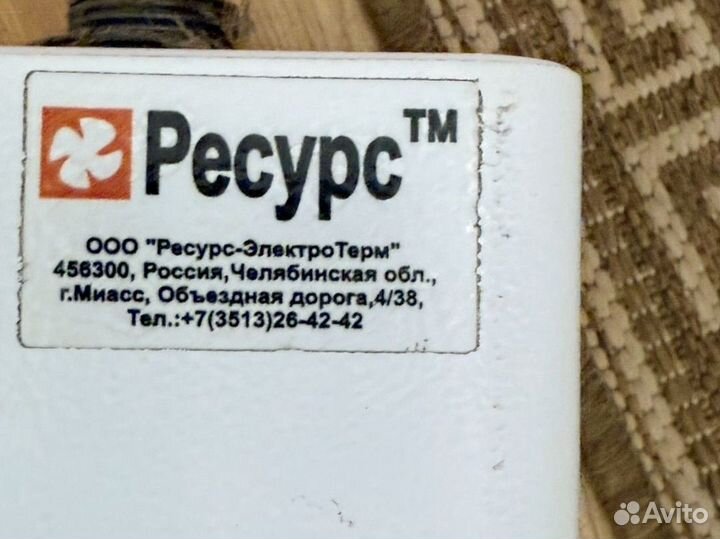 Ресурс™
ООО "Ресурс-ЭлектроТерм"
456300, Россия,Челябинская обл.,
г.Миасс, Объездная дорога,4/38,
Тел.:+7(3513)26-42-42
Avito